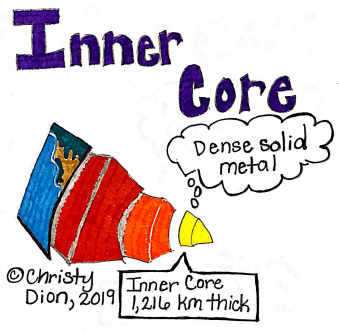 Inner
Core
Dense solid
metal
©Christy
Dion, 2019
Inner Core
1,216 km thick